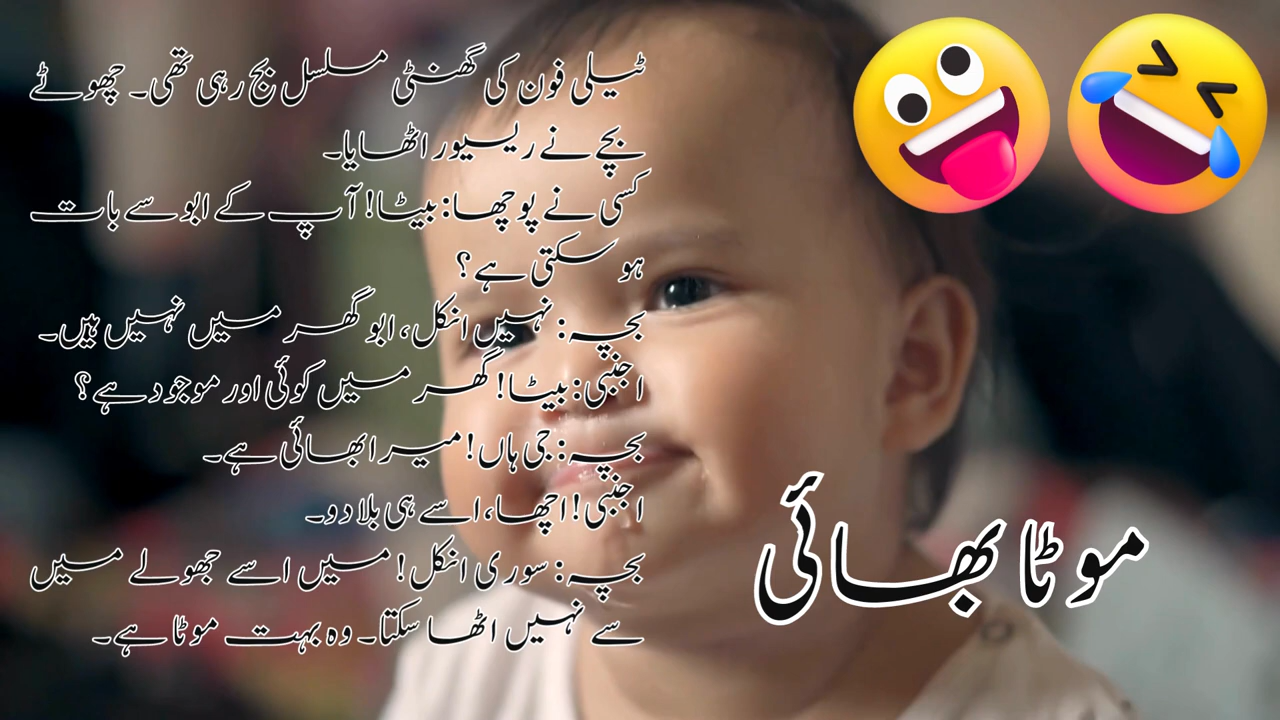 ٹیلی فون کی گھنٹی مسلسل بج رہی تھی۔ چھوٹے
بچے نے ریسیور اٹھایا۔
کسی نے پوچھا: بیٹا! آپ کے ابو سے بات
ہو سکتی ہے؟
بچہ: نہیں انکل، ابو گھر میں نہیں ہیں۔
اجنبی: بیٹا! گھر میں کوئی اور موجود ہے؟
بچہ: جی ہاں! میرا بھائی ہے۔
اجنبی! اچھا، اسے ہی بلا دو۔
بچہ: سوری انکل! میں اسے جھولے میں
سے نہیں اٹھا سکتا۔ وہ بہت موٹا ہے۔
موٹا بھائی